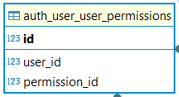 auth_user_user_permissions
123 id
123 user_id
123 permission_id